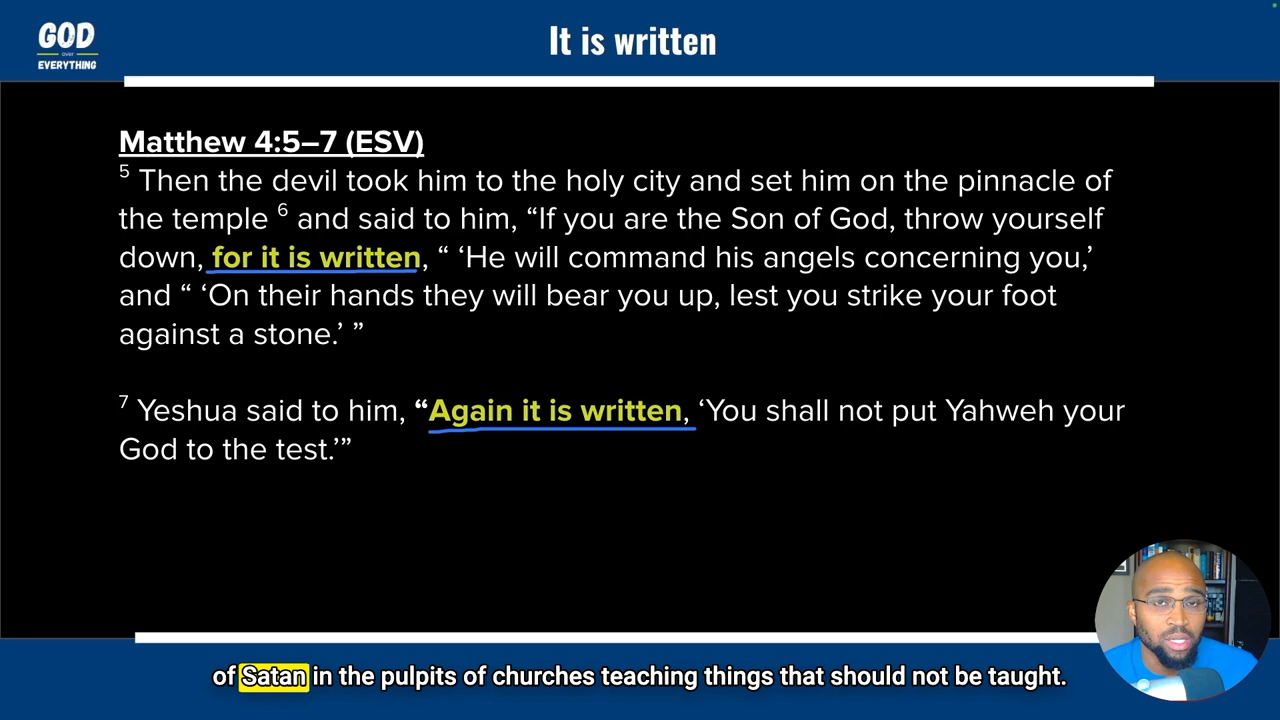 GOD
OVER
EVERYTHING
It is written
Matthew 4:5–7 (ESV)
5 Then the devil took him to the holy city and set him on the pinnacle of
the temple 6 and said to him, “If you are the Son of God, throw yourself
down, for it is written, “ ‘He will command his angels concerning you,’
and “ ‘On their hands they will bear you up, lest you strike your foot
against a stone.’ ”
7 Yeshua said to him, “Again it is written, ‘You shall not put Yahweh your
God to the test.’”
of Satan in the pulpits of churches teaching things that should not be taught.